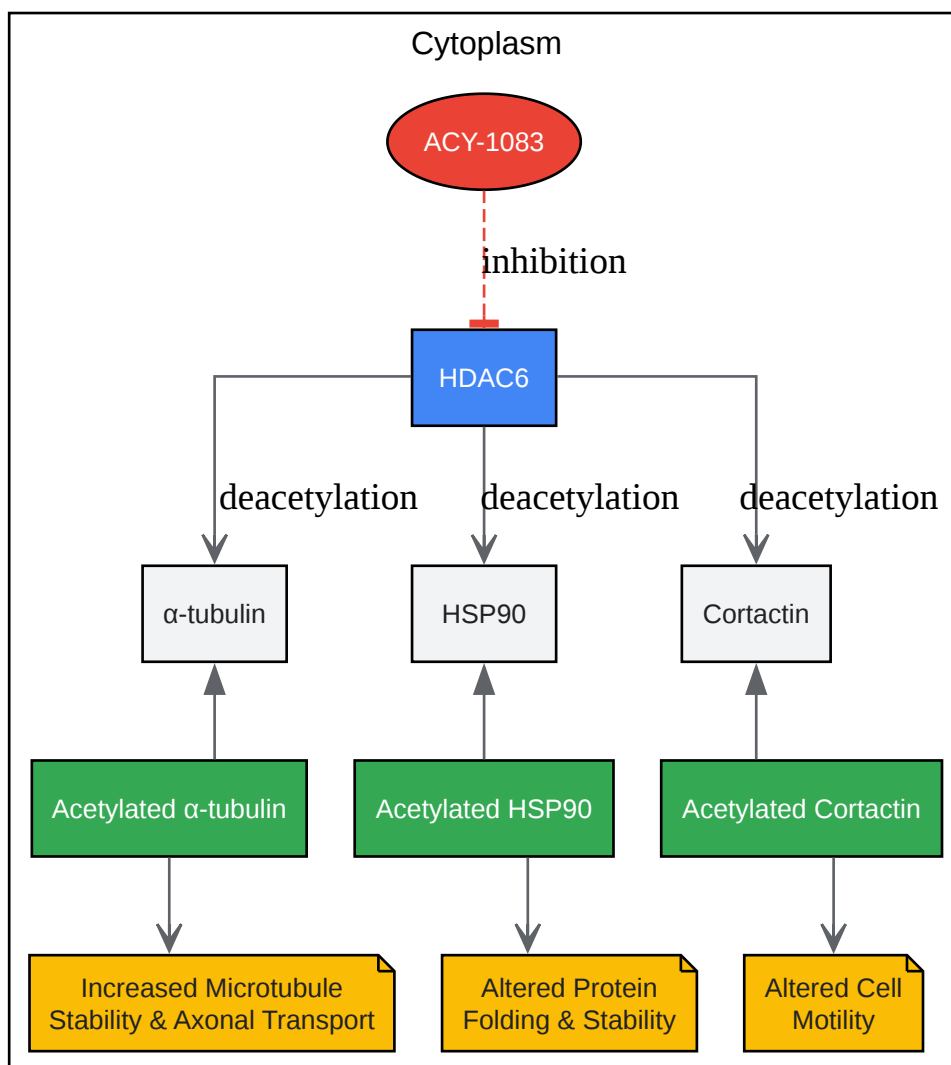 Cytoplasm
ACY-1083
inhibition
HDAC6
deacetylation
deacetylation
deacetylation
α-tubulin
HSP90
Cortactin
Acetylated α-tubulin
Acetylated HSP90
Acetylated Cortactin
Increased Microtubule
Stability & Axonal Transport
Altered Protein
Folding & Stability
Altered Cell
Motility